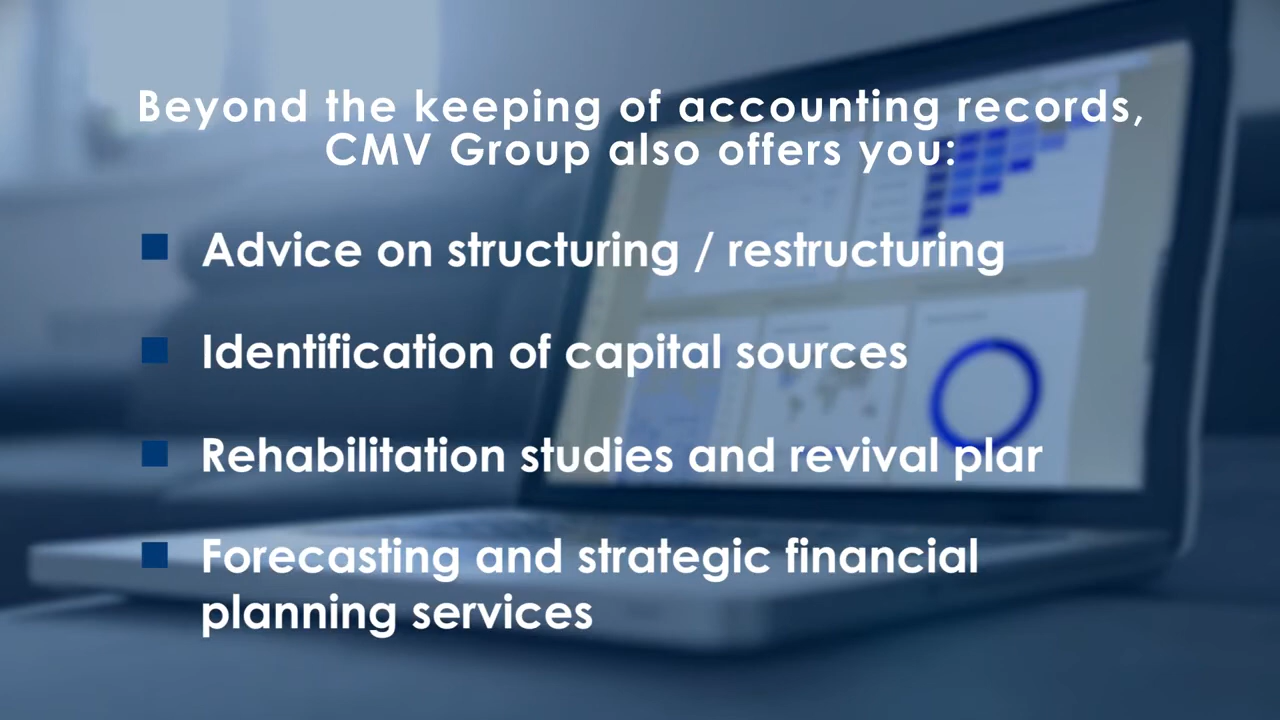 Beyond the keeping of accounting records,
CMV Group also offers you:
Advice on structuring / restructuring
Identification of capital sources
Rehabilitation studies and revival plar
Forecasting and strategic financial
planning services